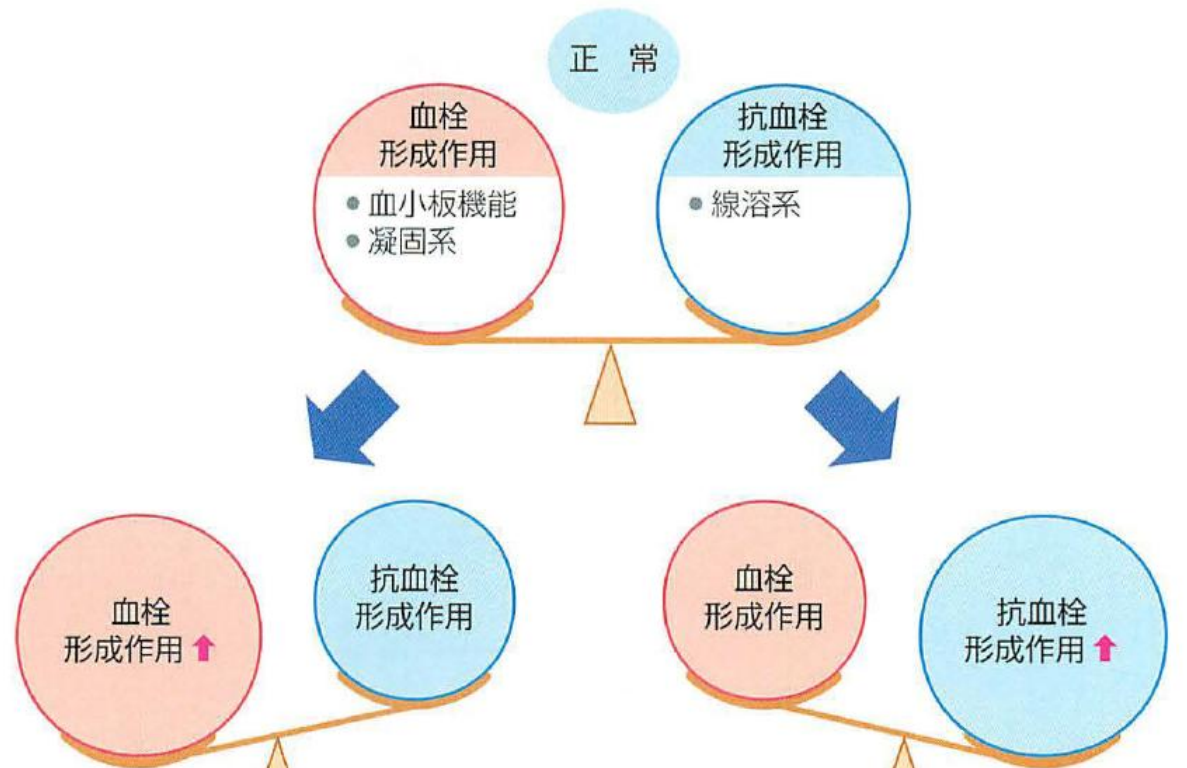 正 常
血栓
形成作用
● 血小板機能
● 凝固系
抗血栓
形成作用
● 線溶系
血栓
形成作用⬆
抗血栓
形成作用
血栓
形成作用
抗血栓
形成作用⬆